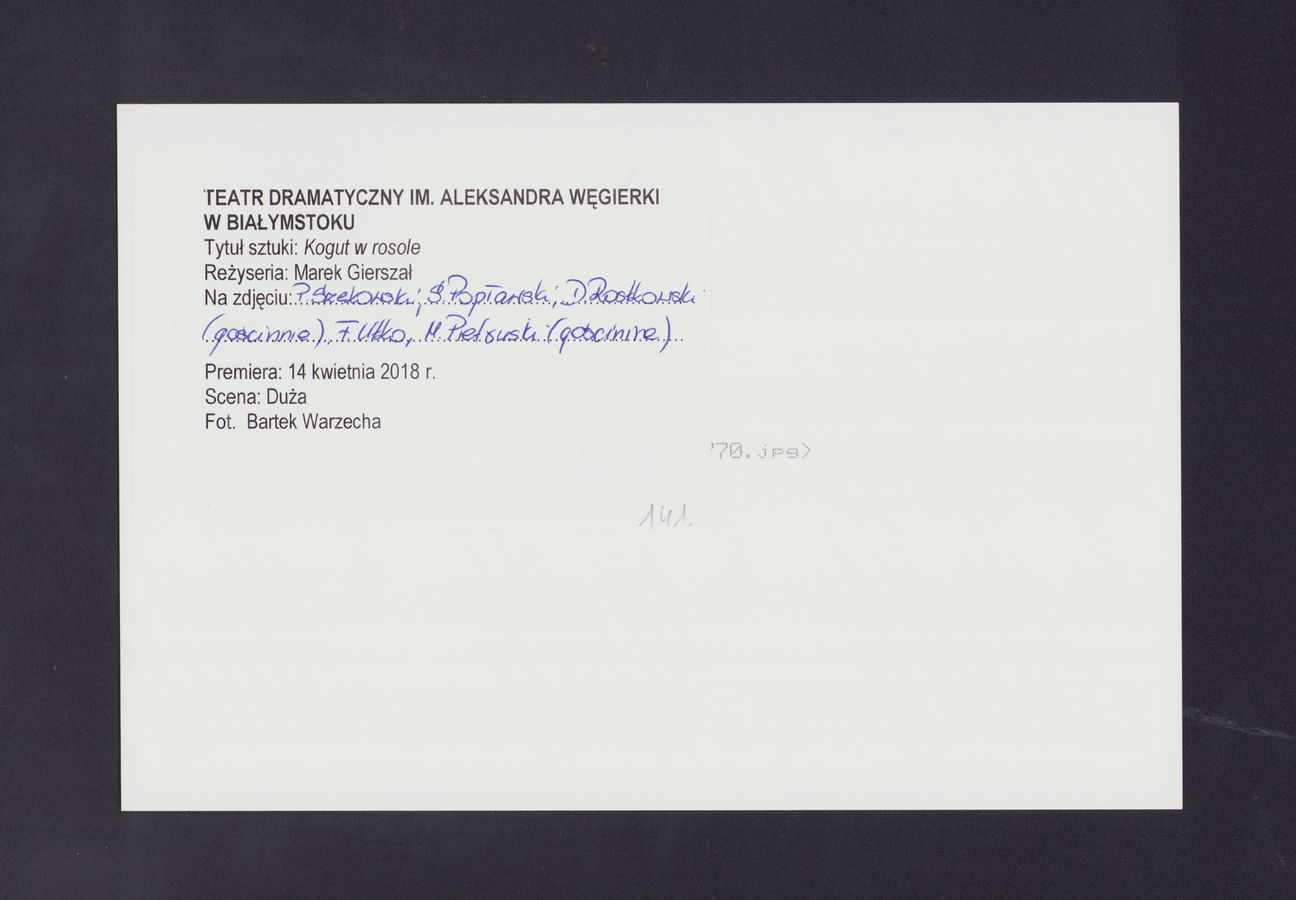 TEATR DRAMATYCZNY IM. ALEKSANDRA WĘGIERKI
W BIAŁYMSTOKU
Tytuł sztuki: Kogut w rosole
Reżyseria: Marek Gierszał
Na zdjęciu: P. Szekowski, S. Popławski, D. Rostkowski
(gościnnie), F. Utko, M. Pietruski (gościnnie)
Premiera: 14 kwietnia 2018 r.
Scena: Duża
Fot. Bartek Warzecha
70.jpg)
141.